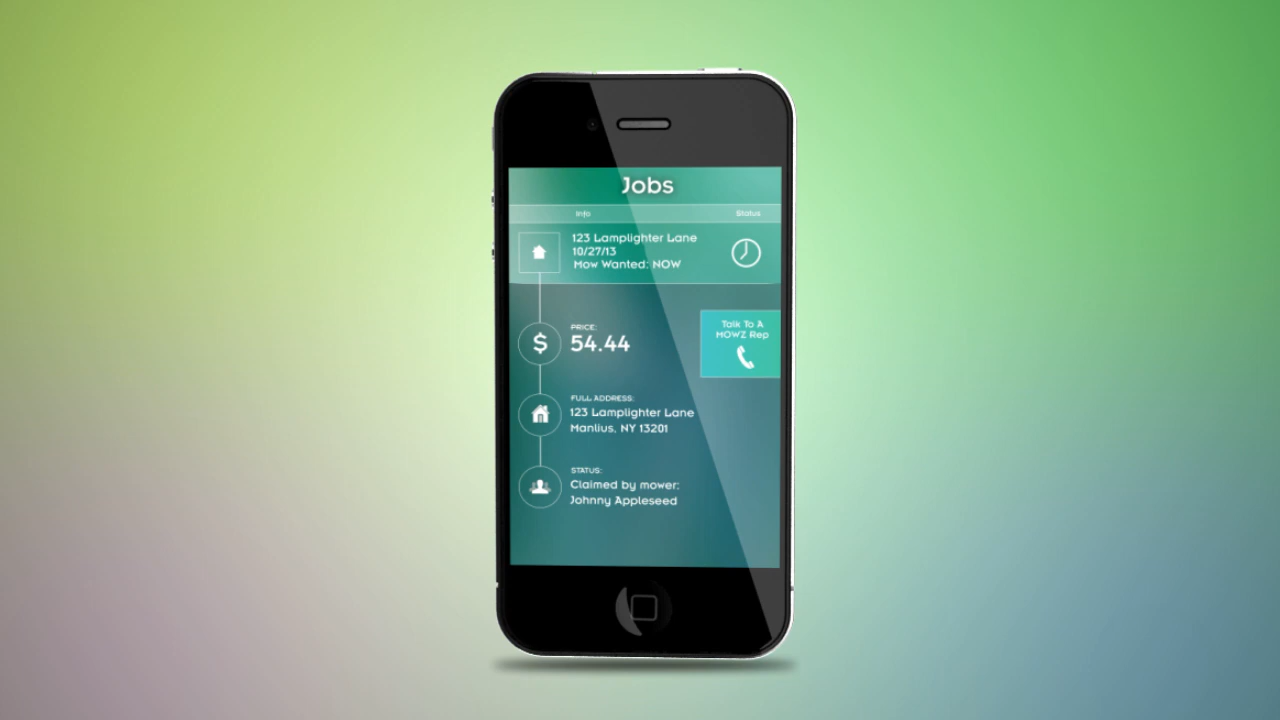 Jobs
Info Status
123 Lamplighter Lane
10/27/13
Mow Wanted: NOW
PRICE:
$ 54.44
Talk To A
MOWZ Rep
FULL ADDRESS:
123 Lamplighter Lane
Manlius, NY 13201
STATUS:
Claimed by mower:
Johnny Appleseed